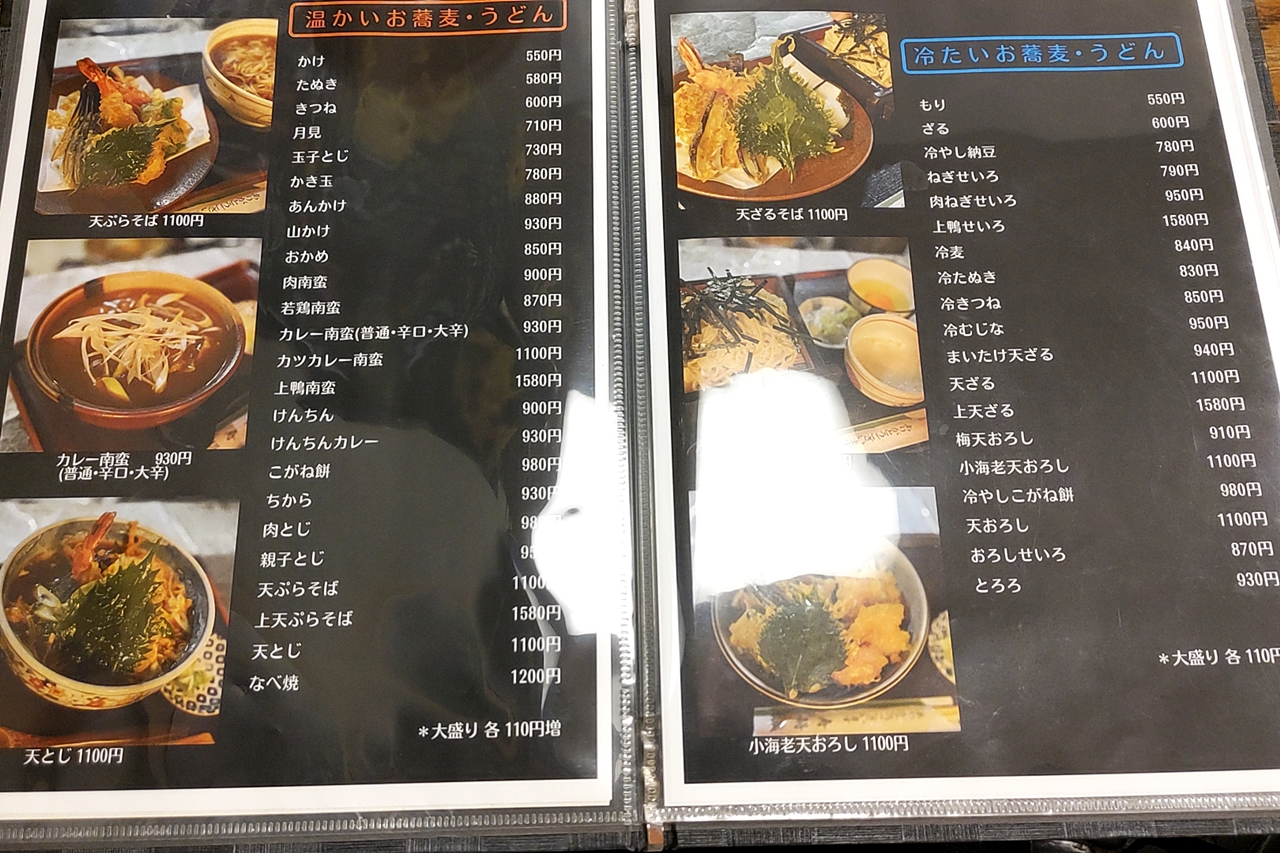 温かいお蕎麦・うどん
かけ 550円
たぬき 580円
きつね 600円
月見 710円
玉子とじ 730円
かき玉 780円
あんかけ 880円
山かけ 930円
おかめ 850円
肉南蛮 900円
若鶏南蛮 870円
カレー南蛮(普通・辛口・大辛) 930円
カツカレー南蛮 1100円
上鴨南蛮 1580円
けんちん 900円
けんちんカレー 930円
こがね餅 980円
ちから 930
肉とじ
親子とじ
天ぷらそば 1100
上天ぷらそば 1580円
天とじ 1100円
なべ焼 1200円
＊大盛り 各 110円増
天ぷらそば 1100円
カレー南蛮 930円
(普通・辛口・大辛)
天とじ 1100円
冷たいお蕎麦・うどん
もり 550円
ざる 600円
冷やし納豆 780円
ねぎせいろ 790円
肉ねぎせいろ 950円
上鴨せいろ 1580円
冷麦 840円
冷たぬき 830円
冷きつね 850円
冷むじな 950円
まいたけ天ざる 940円
天ざる 1100円
上天ざる 1580円
梅天おろし 910円
小海老天おろし 1100円
冷やしこがね餅 980円
天おろし 1100円
おろしせいろ 870円
とろろ 930円
＊大盛り 各 110円
天ざるそば 1100円
小海老天おろし 1100円